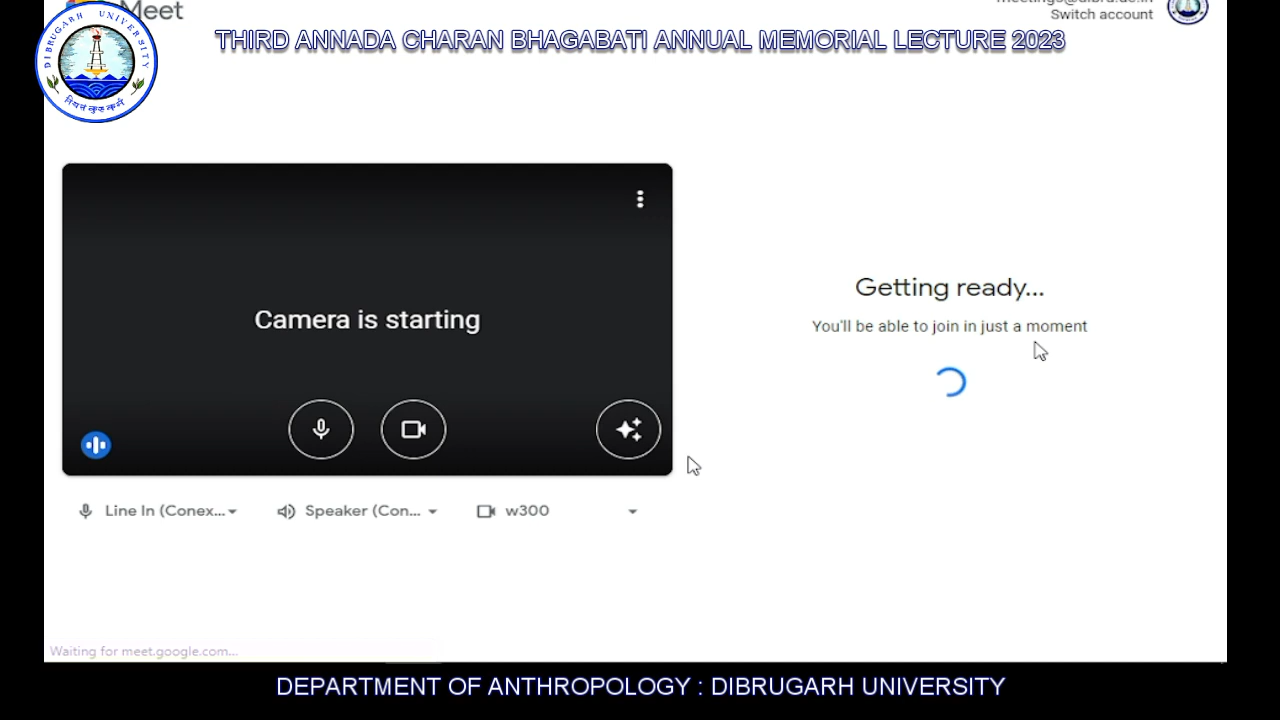 Meet
Switch account
DIBRUGARH UNIVERSITY
THIRD ANNADA CHARAN BHAGABATI ANNUAL MEMORIAL LECTURE 2023
Camera is starting
Getting ready...
You'll be able to join in just a moment
Line In (Conex...
Speaker (Con...
w300
Waiting for meet.google.com...
DEPARTMENT OF ANTHROPOLOGY : DIBRUGARH UNIVERSITY